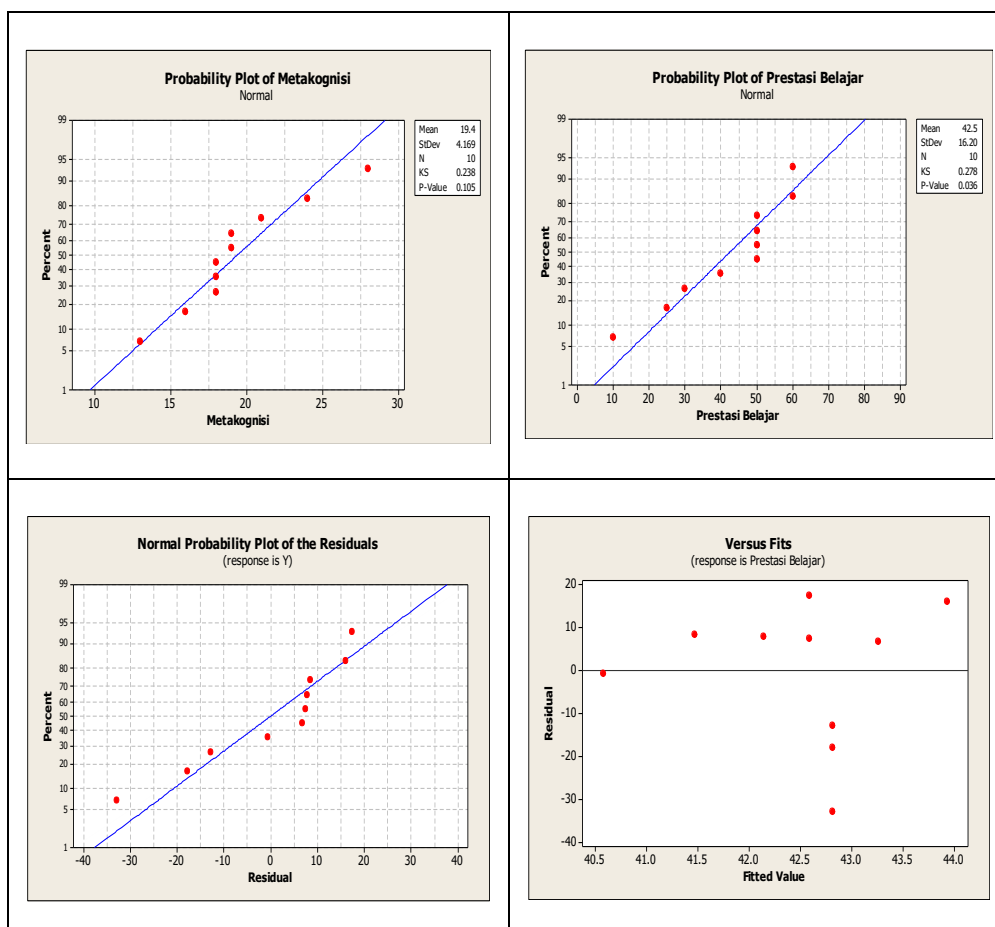 Probability Plot of Metakognisi
Normal
99
95
90
80
70
60
50
40
30
20
10
5
1
Percent
10 15 20 25 30
Metakognisi
Mean 19.4
StDev 4.169
N 10
KS 0.238
P-Value 0.105
Probability Plot of Prestasi Belajar
Normal
99
95
90
80
70
60
50
40
30
20
10
5
1
Percent
0 10 20 30 40 50 60 70 80 90
Prestasi Belajar
Mean 42.5
StDev 16.20
N 10
KS 0.278
P-Value 0.036
Normal Probability Plot of the Residuals
(response is Y)
99
95
90
80
70
60
50
40
30
20
10
5
1
Percent
-40 -30 -20 -10 0 10 20 30 40
Residual
Versus Fits
(response is Prestasi Belajar)
20
10
0
-10
-20
-30
-40
Residual
40.5 41.0 41.5 42.0 42.5 43.0 43.5 44.0
Fitted Value